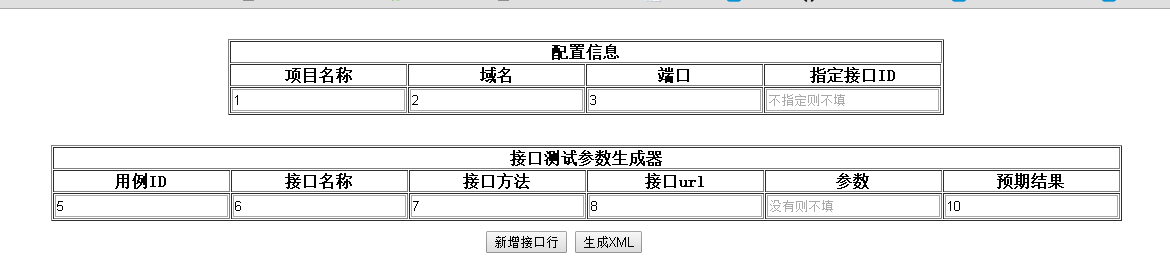 配置信息
项目名称 域名 端口 指定接口ID
1 2 3 不指定则不填
接口测试参数生成器
用例ID 接口名称 接口方法 接口url 参数 预期结果
5 6 7 8 没有则不填 10
新增接口行 生成XML